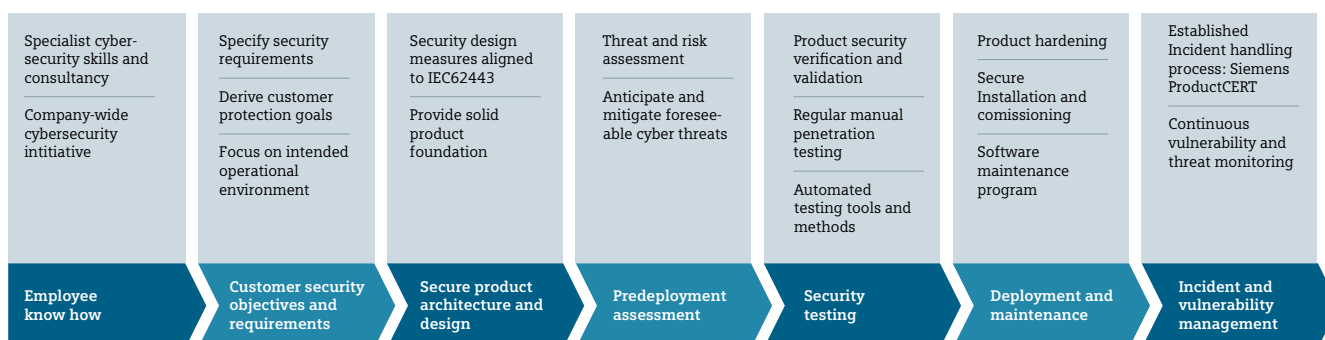 Specialist cyber-
security skills and
consultancy
Company-wide
cybersecurity
intitiative
Employee
know how
Specify security
requirements
Derive customer
protection goals
Focus on intended
operational
environment
Customer security
objectives and
requirements
Security design
measures aligned
to IEC62443
Provide solid
product
foundation
Secure product
architecture and
design
Threat and risk
assessment
Anticipate and
mitigate foresee-
able cyber threats
Predeployment
assessment
Product security
verification and
validation
Regular manual
penetration
testing
Automated
testing tools and
methods
Security
testing
Product hardening
Secure
Installation and
comissioning
Software
maintenance
program
Deployment and
maintenance
Established
Incident handling
process: Siemens
ProductCERT
Continuous
vulnerability and
threat monitoring
Incident and
vulnerability
management